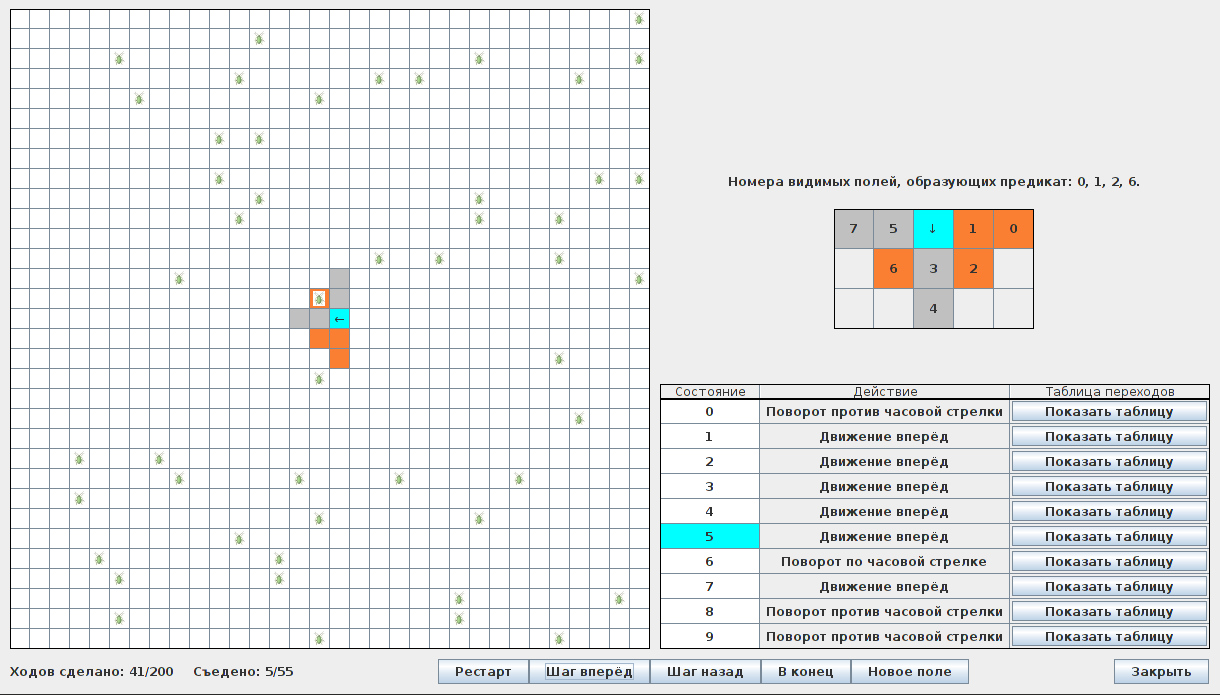 Номера видимых полей, образующих предикат: 0, 1, 2, 6.
7 5 ↓ 1 0
6 3 2
4
←
Состояние Действие Таблица переходов
0 Поворот против часовой стрелки Показать таблицу
1 Движение вперёд Показать таблицу
2 Движение вперёд Показать таблицу
3 Движение вперёд Показать таблицу
4 Движение вперёд Показать таблицу
5 Движение вперёд Показать таблицу
6 Поворот по часовой стрелке Показать таблицу
7 Движение вперёд Показать таблицу
8 Поворот против часовой стрелки Показать таблицу
9 Поворот против часовой стрелки Показать таблицу
Ходов сделано: 41/200 Съедено: 5/55 Рестарт Шаг вперёд Шаг назад В конец Новое поле Закрыть